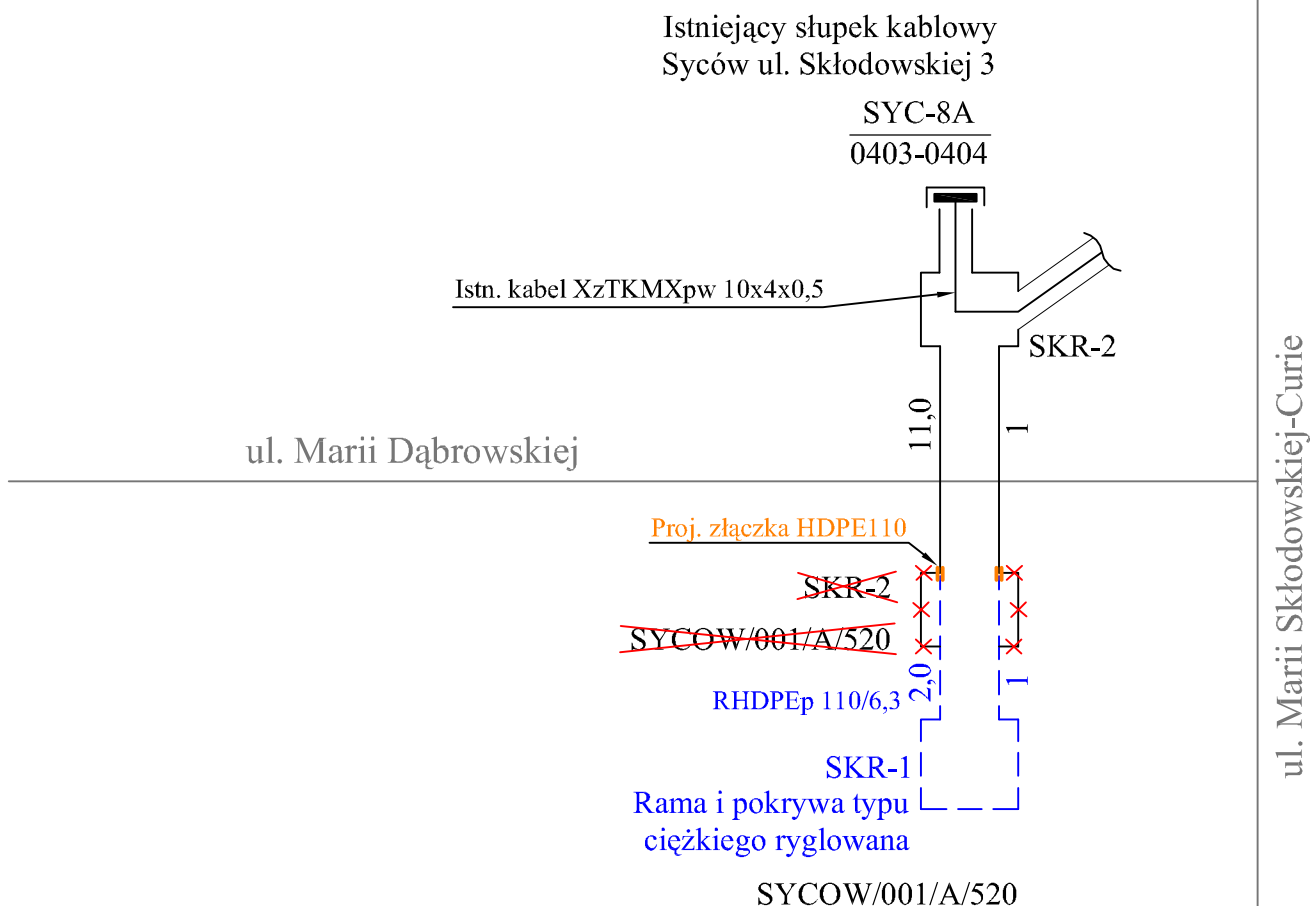 Istniejący słupek kablowy
Syców ul. Skłodowskiej 3
SYC-8A
0403-0404
Istn. kabel XzTKMXpw 10x4x0,5
SKR-2
11,0
1
ul. Marii Dąbrowskiej
ul. Marii Skłodowskiej-Curie
Proj. złączka HDPE110
SKR-2
SYCOW/001/A/520
2,0
1
RHDPEp 110/6,3
SKR-1
Rama i pokrywa typu
ciężkiego ryglowana
SYCOW/001/A/520